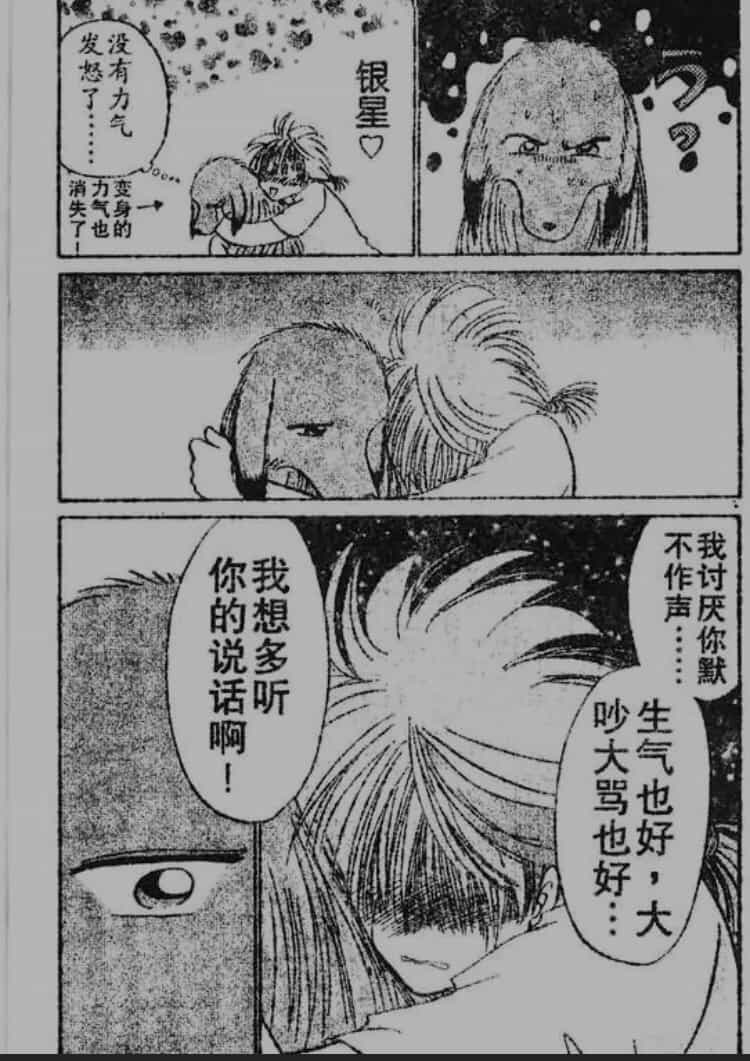 うっ
银星♡
没有力气
发怒了……
变身的
力气也
消失了！
我讨厌你默
不作声……
生气也好，大
吵大骂也好…
我想多听
你的说话啊！